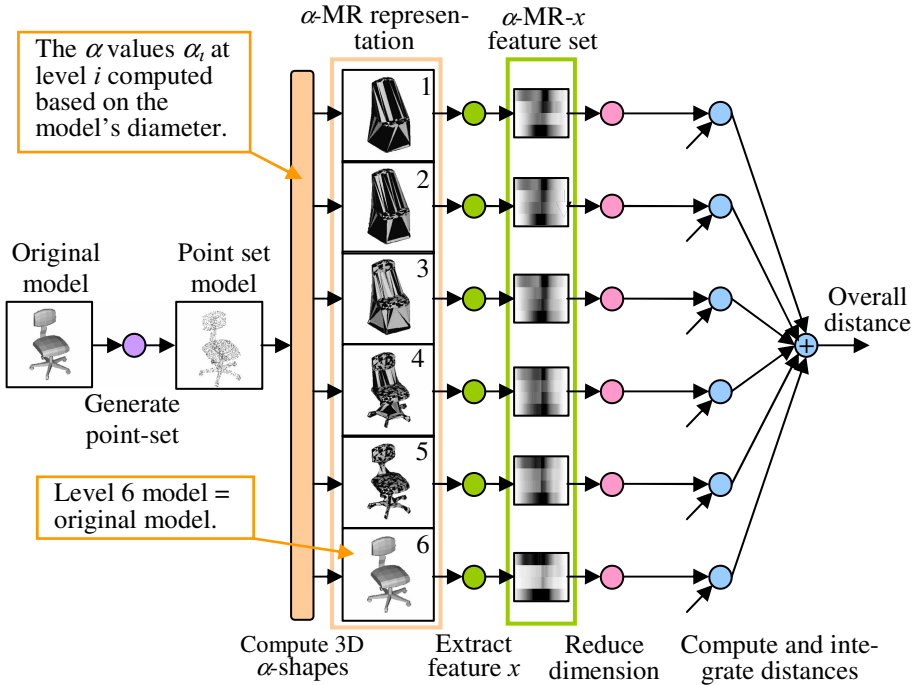 α-MR represen-
tation
α-MR-x
feature set
The α values αi at
level i computed
based on the
model's diameter.
1
2
3
4
5
6
Original
model
Point set
model
Generate
point-set
Level 6 model =
original model.
+
Overall
distance
Compute 3D
α-shapes
Extract
feature x
Reduce
dimension
Compute and inte-
grate distances